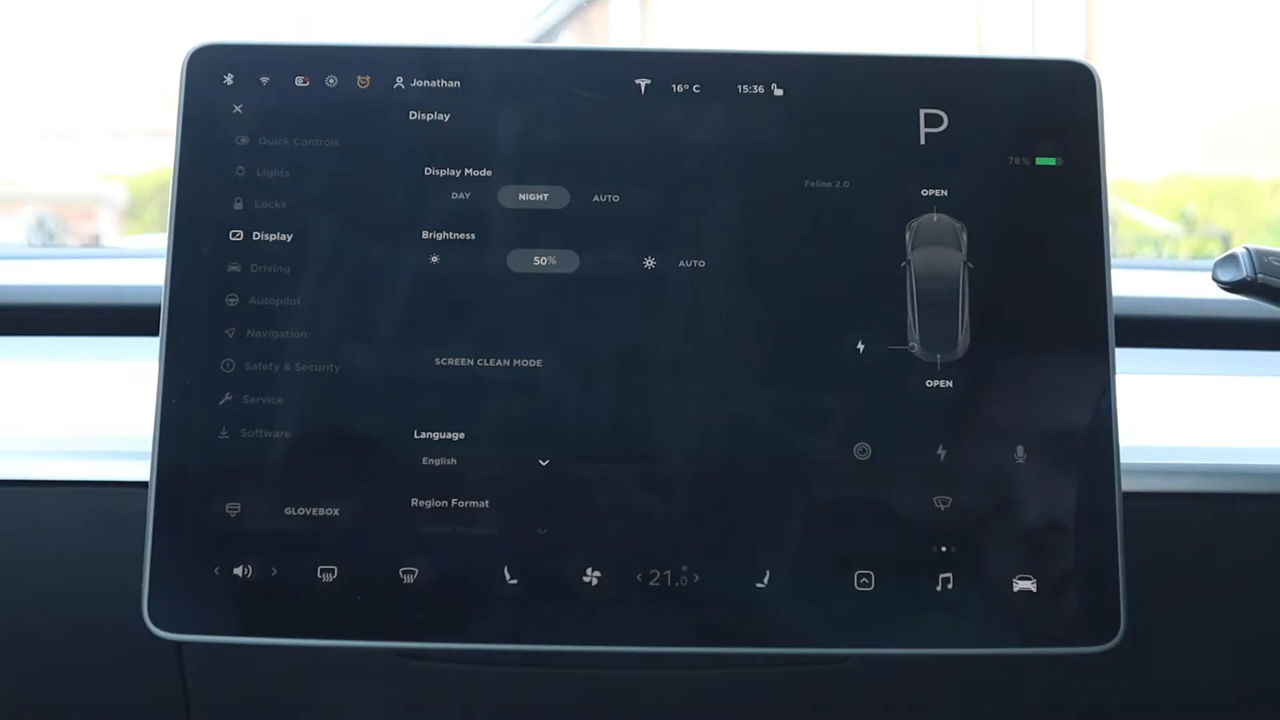 Jonathan
16° C
15:36
Display
P
Quick Controls
Display Mode
78%
Lights
DAY
NIGHT
AUTO
Feline 2.0
OPEN
Locks
Display
Brightness
50%
AUTO
Driving
Autopilot
Navigation
Safety & Security
SCREEN CLEAN MODE
OPEN
Service
Software
Language
English
Region Format
GLOVEBOX
21.0